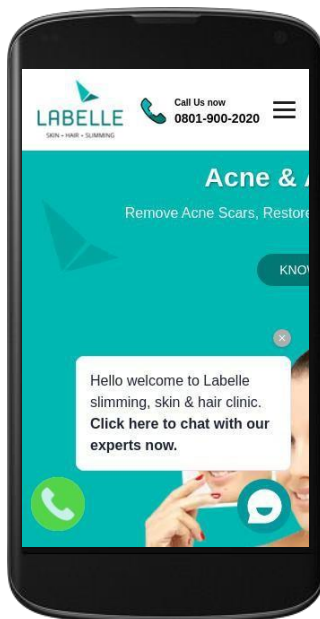 LABELLE
SKIN • HAIR • SLIMMING
Call Us now
0801-900-2020
Acne &
Remove Acne Scars, Restore
Hello welcome to Labelle
slimming, skin & hair clinic.
Click here to chat with our
experts now.